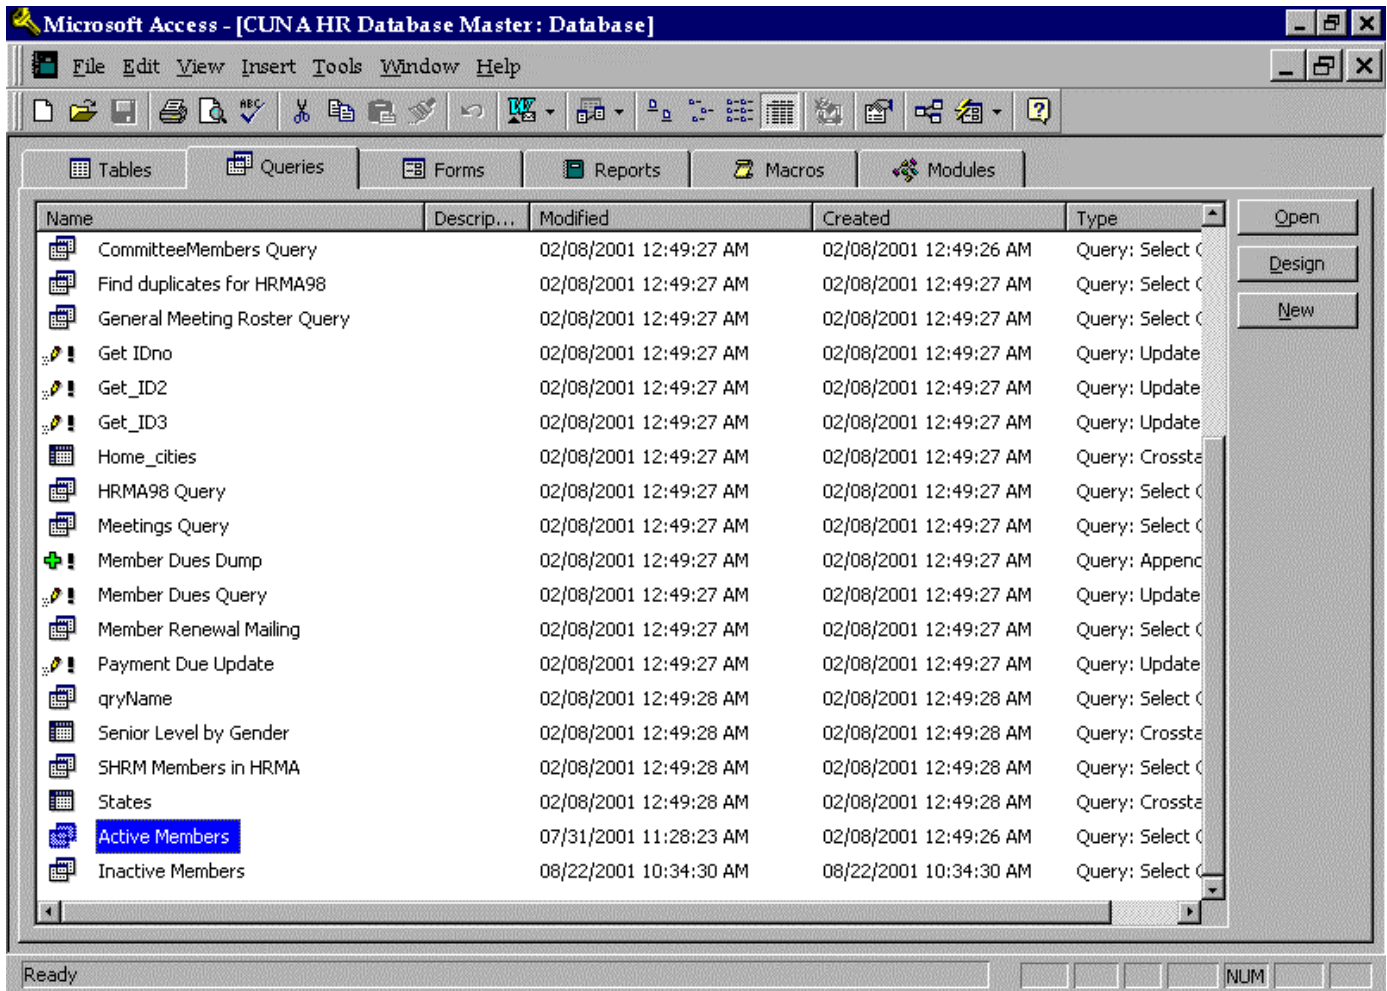 Microsoft Access - [CUNA HR Database Master : Database]
File Edit View Insert Tools Window Help
ABC W
Tables Queries Forms Reports Macros Modules
Name Descrip... Modified Created Type Open
CommitteeMembers Query 02/08/2001 12:49:27 AM 02/08/2001 12:49:26 AM Query: Select Design
Find duplicates for HRMA98 02/08/2001 12:49:27 AM 02/08/2001 12:49:27 AM Query: Select
General Meeting Roster Query 02/08/2001 12:49:27 AM 02/08/2001 12:49:27 AM Query: Select New
Get IDno 02/08/2001 12:49:27 AM 02/08/2001 12:49:27 AM Query: Update
Get_ID2 02/08/2001 12:49:27 AM 02/08/2001 12:49:27 AM Query: Update
Get_ID3 02/08/2001 12:49:27 AM 02/08/2001 12:49:27 AM Query: Update
Home_cities 02/08/2001 12:49:27 AM 02/08/2001 12:49:27 AM Query: Crossta
HRMA98 Query 02/08/2001 12:49:27 AM 02/08/2001 12:49:27 AM Query: Select
Meetings Query 02/08/2001 12:49:27 AM 02/08/2001 12:49:27 AM Query: Select
Member Dues Dump 02/08/2001 12:49:27 AM 02/08/2001 12:49:27 AM Query: Appenc
Member Dues Query 02/08/2001 12:49:27 AM 02/08/2001 12:49:27 AM Query: Update
Member Renewal Mailing 02/08/2001 12:49:27 AM 02/08/2001 12:49:27 AM Query: Select
Payment Due Update 02/08/2001 12:49:27 AM 02/08/2001 12:49:27 AM Query: Update
qryName 02/08/2001 12:49:28 AM 02/08/2001 12:49:28 AM Query: Select
Senior Level by Gender 02/08/2001 12:49:28 AM 02/08/2001 12:49:28 AM Query: Crossta
SHRM Members in HRMA 02/08/2001 12:49:28 AM 02/08/2001 12:49:28 AM Query: Select
States 02/08/2001 12:49:28 AM 02/08/2001 12:49:28 AM Query: Crossta
Active Members 07/31/2001 11:28:23 AM 02/08/2001 12:49:26 AM Query: Select
Inactive Members 08/22/2001 10:34:30 AM 08/22/2001 10:34:30 AM Query: Select
Ready NUM